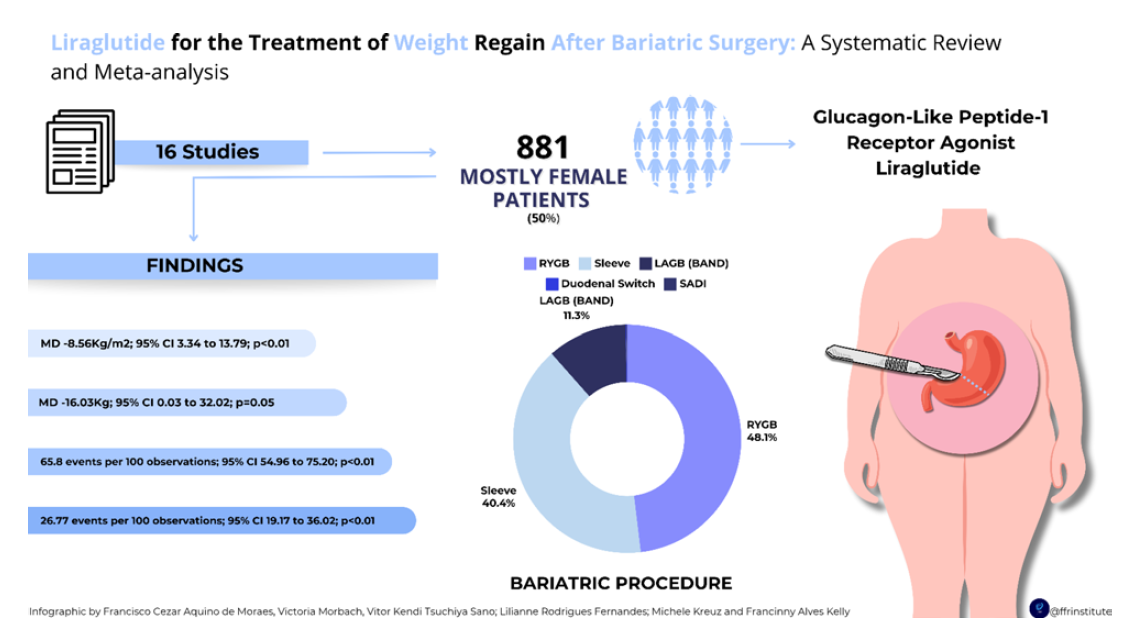 Liraglutide for the Treatment of Weight Regain After Bariatric Surgery: A Systematic Review
and Meta-analysis
16 Studies
881
MOSTLY FEMALE
PATIENTS
(50%)
Glucagon-Like Peptide-1
Receptor Agonist
Liraglutide
FINDINGS
MD -8.56Kg/m2; 95% CI 3.34 to 13.79; p<0.01
MD -16.03Kg; 95% CI 0.03 to 32.02; p=0.05
65.8 events per 100 observations; 95% CI 54.96 to 75.20; p<0.01
26.77 events per 100 observations; 95% CI 19.17 to 36.02; p<0.01
RYGB Sleeve LAGB (BAND)
Duodenal Switch SADI
LAGB (BAND)
11.3%
RYGB
48.1%
Sleeve
40.4%
BARIATRIC PROCEDURE
Infographic by Francisco Cezar Aquino de Moraes, Victoria Morbach, Vitor Kendi Tsuchiya Sano; Lilianne Rodrigues Fernandes; Michele Kreuz and Francinny Alves Kelly
@ffrinstitute